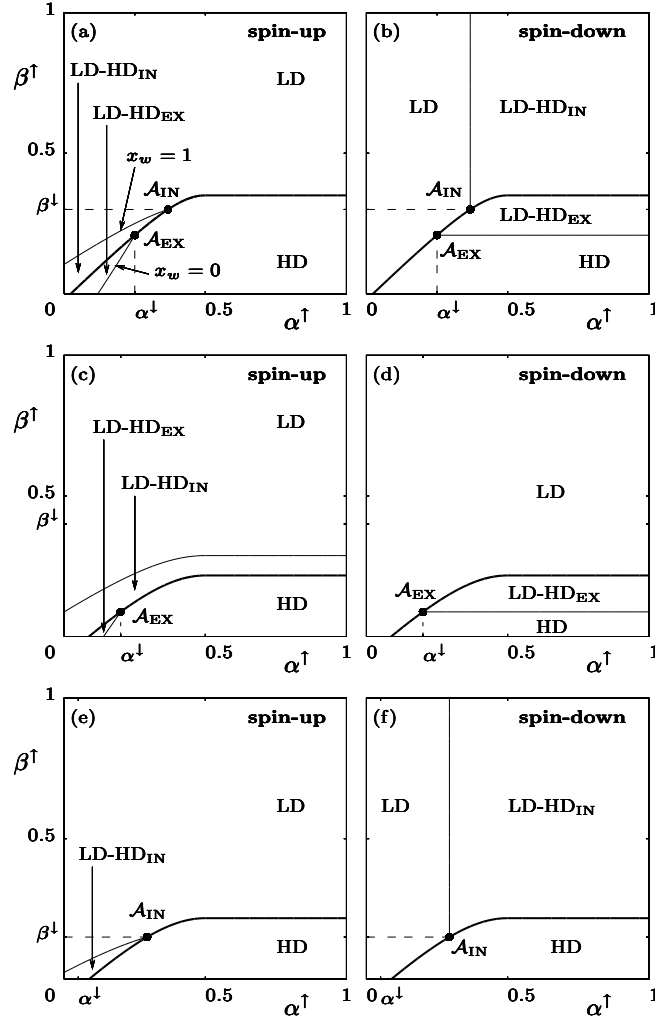 1
(a)
spin-up
(b)
spin-down
β↑
LD-HD_IN
LD
LD
LD-HD_IN
LD-HD_EX
0.5
x_w = 1
A_IN
A_IN
β↓
LD-HD_EX
A_EX
A_EX
x_w = 0
HD
HD
0
α↓
0.5
α↑
1
0
α↓
0.5
α↑
1
1
(c)
spin-up
(d)
spin-down
β↑
LD-HD_EX
LD
LD-HD_IN
0.5
LD
β↓
A_EX
LD-HD_EX
A_EX
HD
HD
0
α↓
0.5
α↑
1
0
α↓
0.5
α↑
1
1
(e)
spin-up
(f)
spin-down
β↑
LD
LD
LD-HD_IN
0.5
LD-HD_IN
A_IN
β↓
HD
A_IN
HD
0
α↓
0.5
α↑
1
0
α↓
0.5
α↑
1